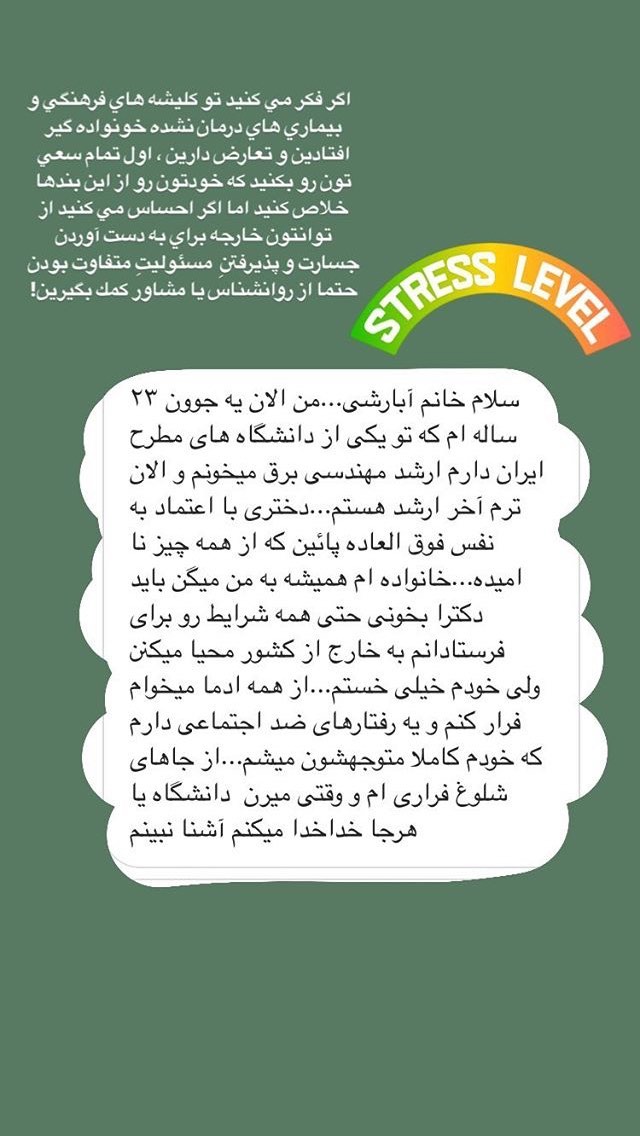 اگر فكر مي كنيد تو كليشه هاي فرهنگي و
بيماري هاي درمان نشده خونواده گير
افتادين و تعارض دارين ، اول تمام سعي
تون رو بكنيد كه خودتون رو از اين بندها
خلاص كنيد اما اگر احساس مي كنيد از
توانتون خارجه براي به دست آوردن
جسارت و پذيرفتنِ مسئوليتِ متفاوت بودن
حتما از روانشناس يا مشاور كمك بگيرين!
STRESS LEVEL
سلام خانم آبارشی...من الان یه جوون ۲۳
ساله ام که تو یکی از دانشگاه های مطرح
ایران دارم ارشد مهندسی برق میخونم و الان
ترم آخر ارشد هستم...دختری با اعتماد به
نفس فوق العاده پائین که از همه چیز نا
امیده...خانواده ام همیشه به من میگن باید
دکترا بخونی حتی همه شرایط رو برای
فرستادانم به خارج از کشور محیا میکنن
ولی خودم خیلی خستم...از همه ادما میخوام
فرار کنم و یه رفتارهای ضد اجتماعی دارم
که خودم کاملا متوجهشون میشم...از جاهای
شلوغ فراری ام و وقتی میرن دانشگاه یا
هرجا خداخدا میکنم آشنا نبینم